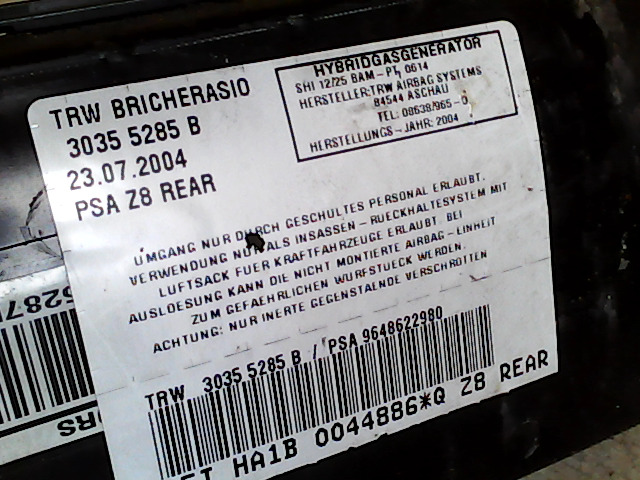 TRW BRICHERASIO
3035 5285 B
23.07.2004
PSA Z8 REAR
HYBRIDGASGENERATOR
SHI 12/25 BAM-PT, 0614
HERSTELLER:TRW AIRBAG SYSTEMS
84544 ASCHAU
TEL: 08638/965-0
HERSTELLUNGS-JAHR: 2004
UMGANG NUR DURCH GESCHULTES PERSONAL ERLAUBT.
VERWENDUNG NUR ALS INSASSEN-RUECKHALTESYSTEM MIT
LUFTSACK FUER KRAFTFAHRZEUGE ERLAUBT. BEI
AUSLOESUNG KANN DIE NICHT MONTIERTE AIRBAG-EINHEIT
ZUM GEFAEHRLICHEN WURFSTUECK WERDEN.
ACHTUNG: NUR INERTE GEGENSTAENDE VERSCHROTTEN
TRW 3035 5285 B / PSA 9648622980
HA1B 0044886*Q Z8 REAR